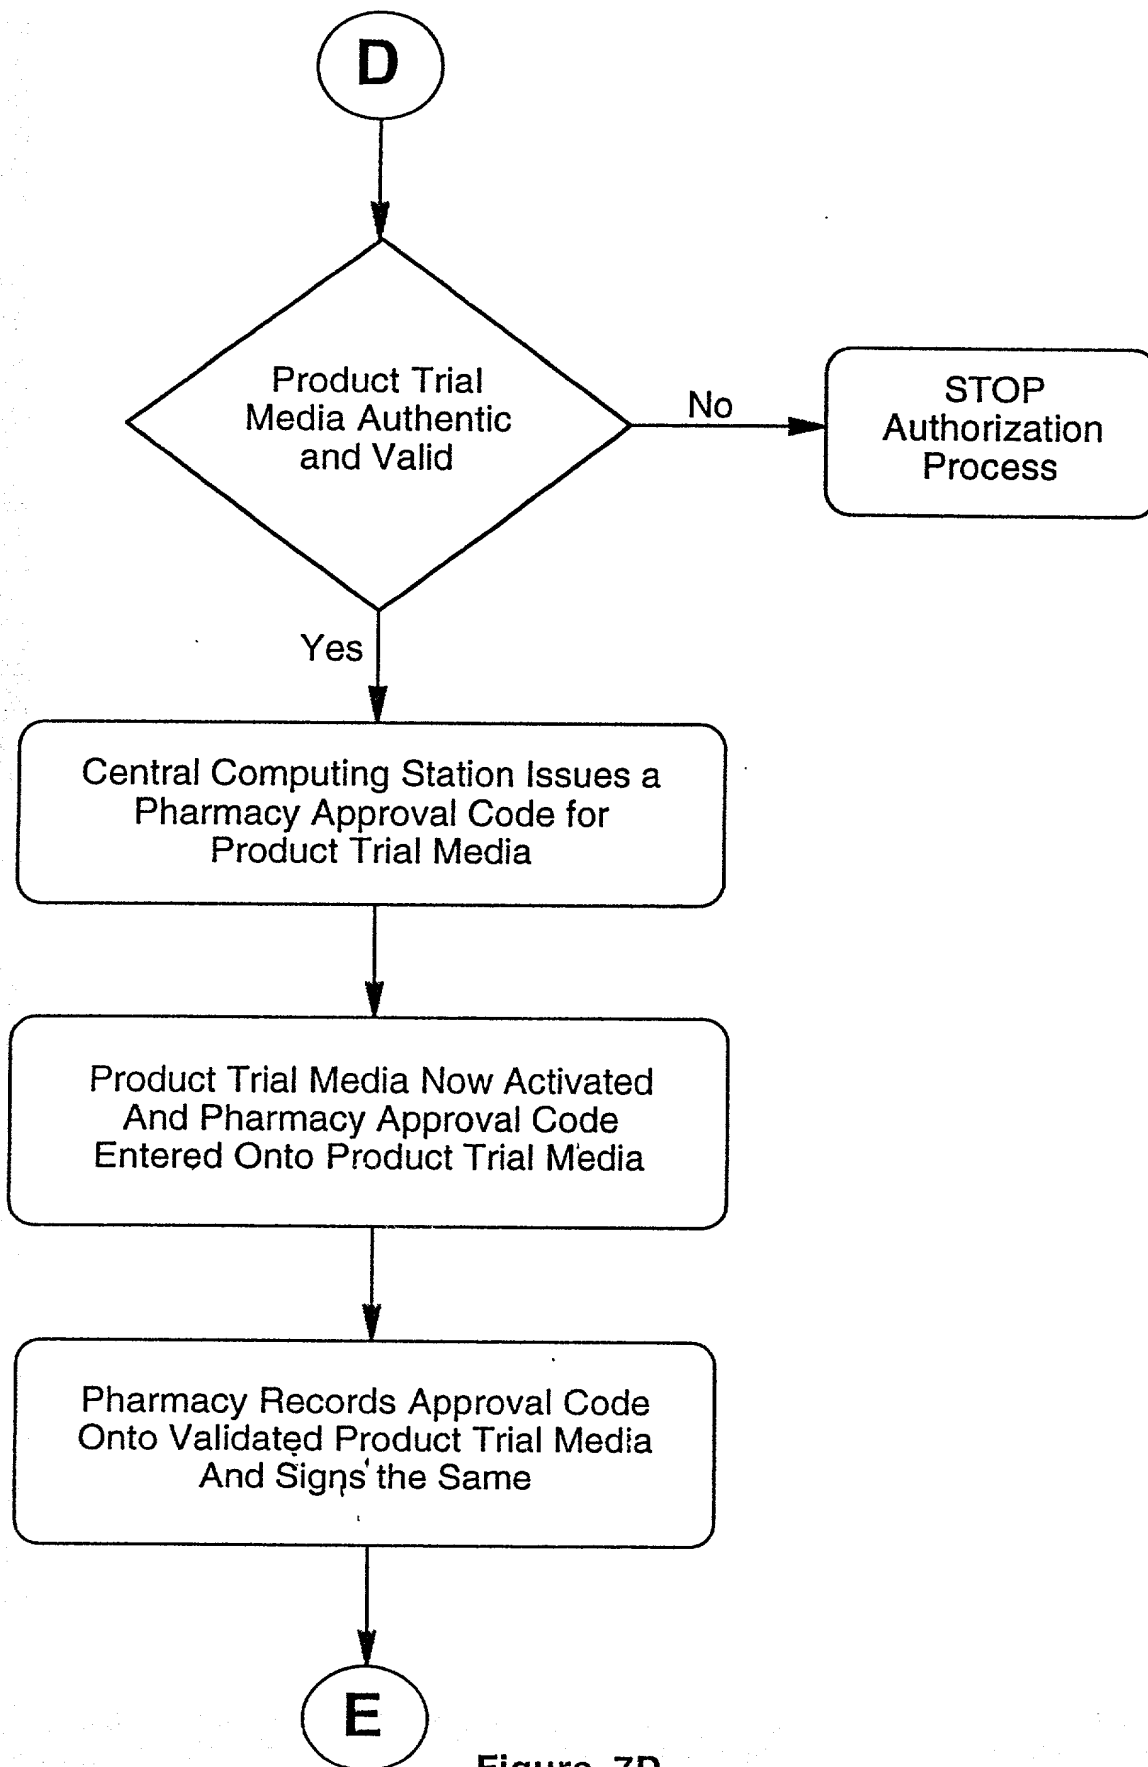 D
Product Trial
Media Authentic
and Valid
No
STOP
Authorization
Process
Yes
Central Computing Station Issues a
Pharmacy Approval Code for
Product Trial Media
Product Trial Media Now Activated
And Pharmacy Approval Code
Entered Onto Product Trial Media
Pharmacy Records Approval Code
Onto Validated Product Trial Media
And Signs the Same
E
Figure 7D